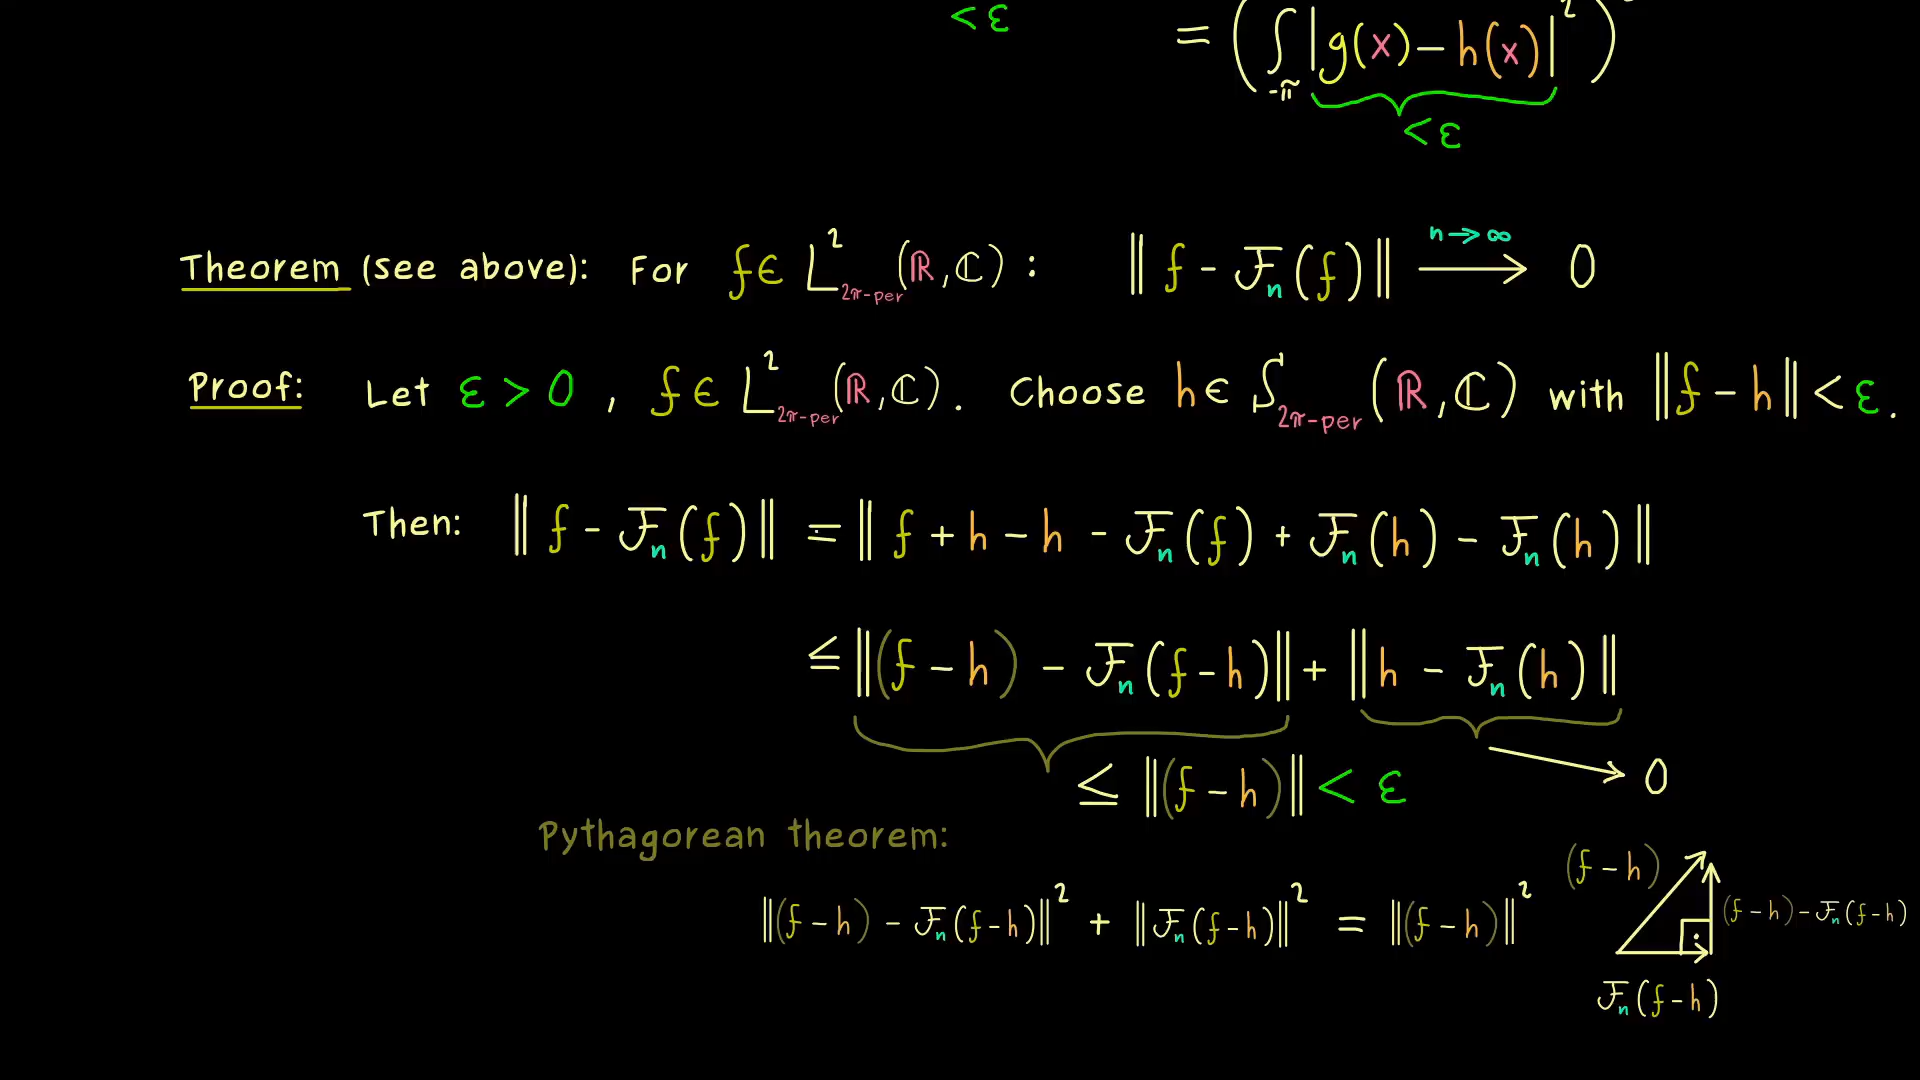 < ε
= ( ∫_{-π} |g(x) – h(x)|² )
< ε
Theorem (see above): For f ∈ L²_{2π-per}(ℝ, ℂ) : ‖ f - ℱ_n(f) ‖ ⟶^{n→∞} 0
Proof: Let ε > 0 , f ∈ L²_{2π-per}(ℝ, ℂ) . Choose h ∈ S_{2π-per}(ℝ, ℂ) with ‖f - h‖ < ε .
Then: ‖ f - ℱ_n(f) ‖ = ‖ f + h - h - ℱ_n(f) + ℱ_n(h) - ℱ_n(h) ‖
≤ ‖(f - h) - ℱ_n(f - h)‖ + ‖h - ℱ_n(h)‖
≤ ‖(f - h)‖ < ε → 0
Pythagorean theorem:
‖(f - h) - ℱ_n(f - h)‖² + ‖ℱ_n(f - h)‖² = ‖(f - h)‖²
(f - h)
(f - h) - ℱ_n(f - h)
ℱ_n(f - h)